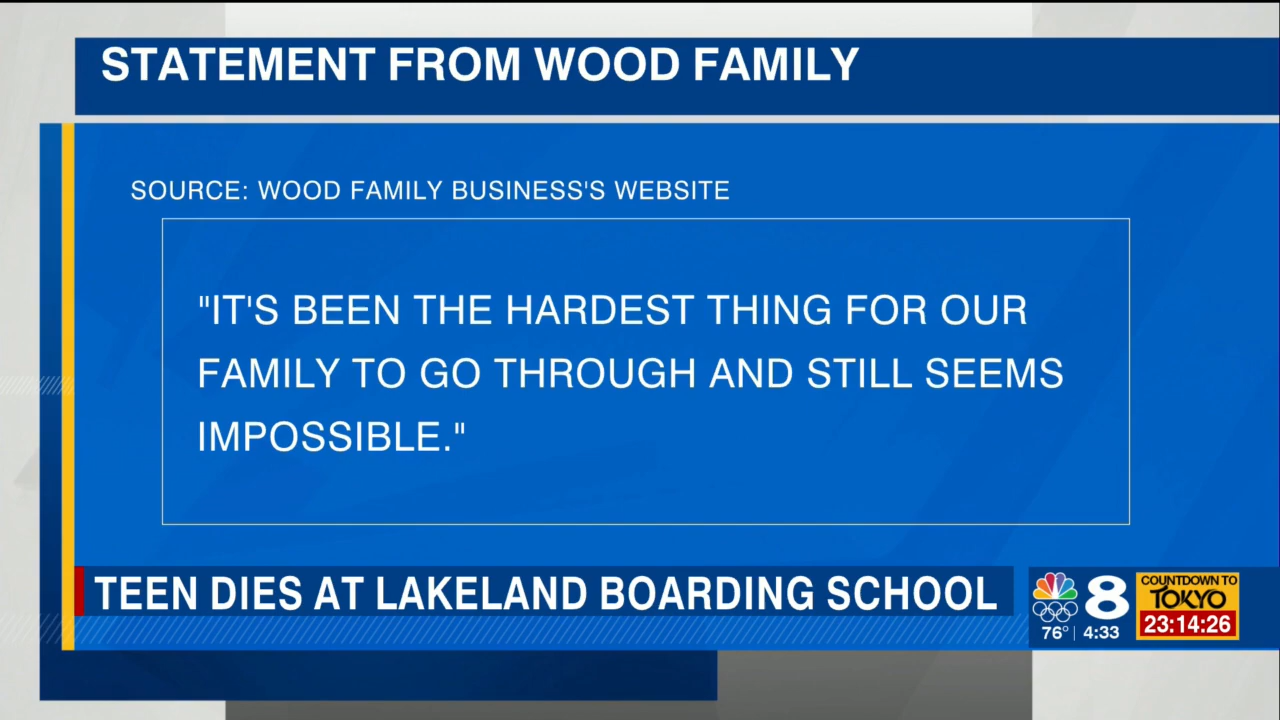 STATEMENT FROM WOOD FAMILY
SOURCE: WOOD FAMILY BUSINESS'S WEBSITE
"IT'S BEEN THE HARDEST THING FOR OUR
FAMILY TO GO THROUGH AND STILL SEEMS
IMPOSSIBLE."
TEEN DIES AT LAKELAND BOARDING SCHOOL
8
76° | 4:33
COUNTDOWN TO
TOKYO
23:14:26